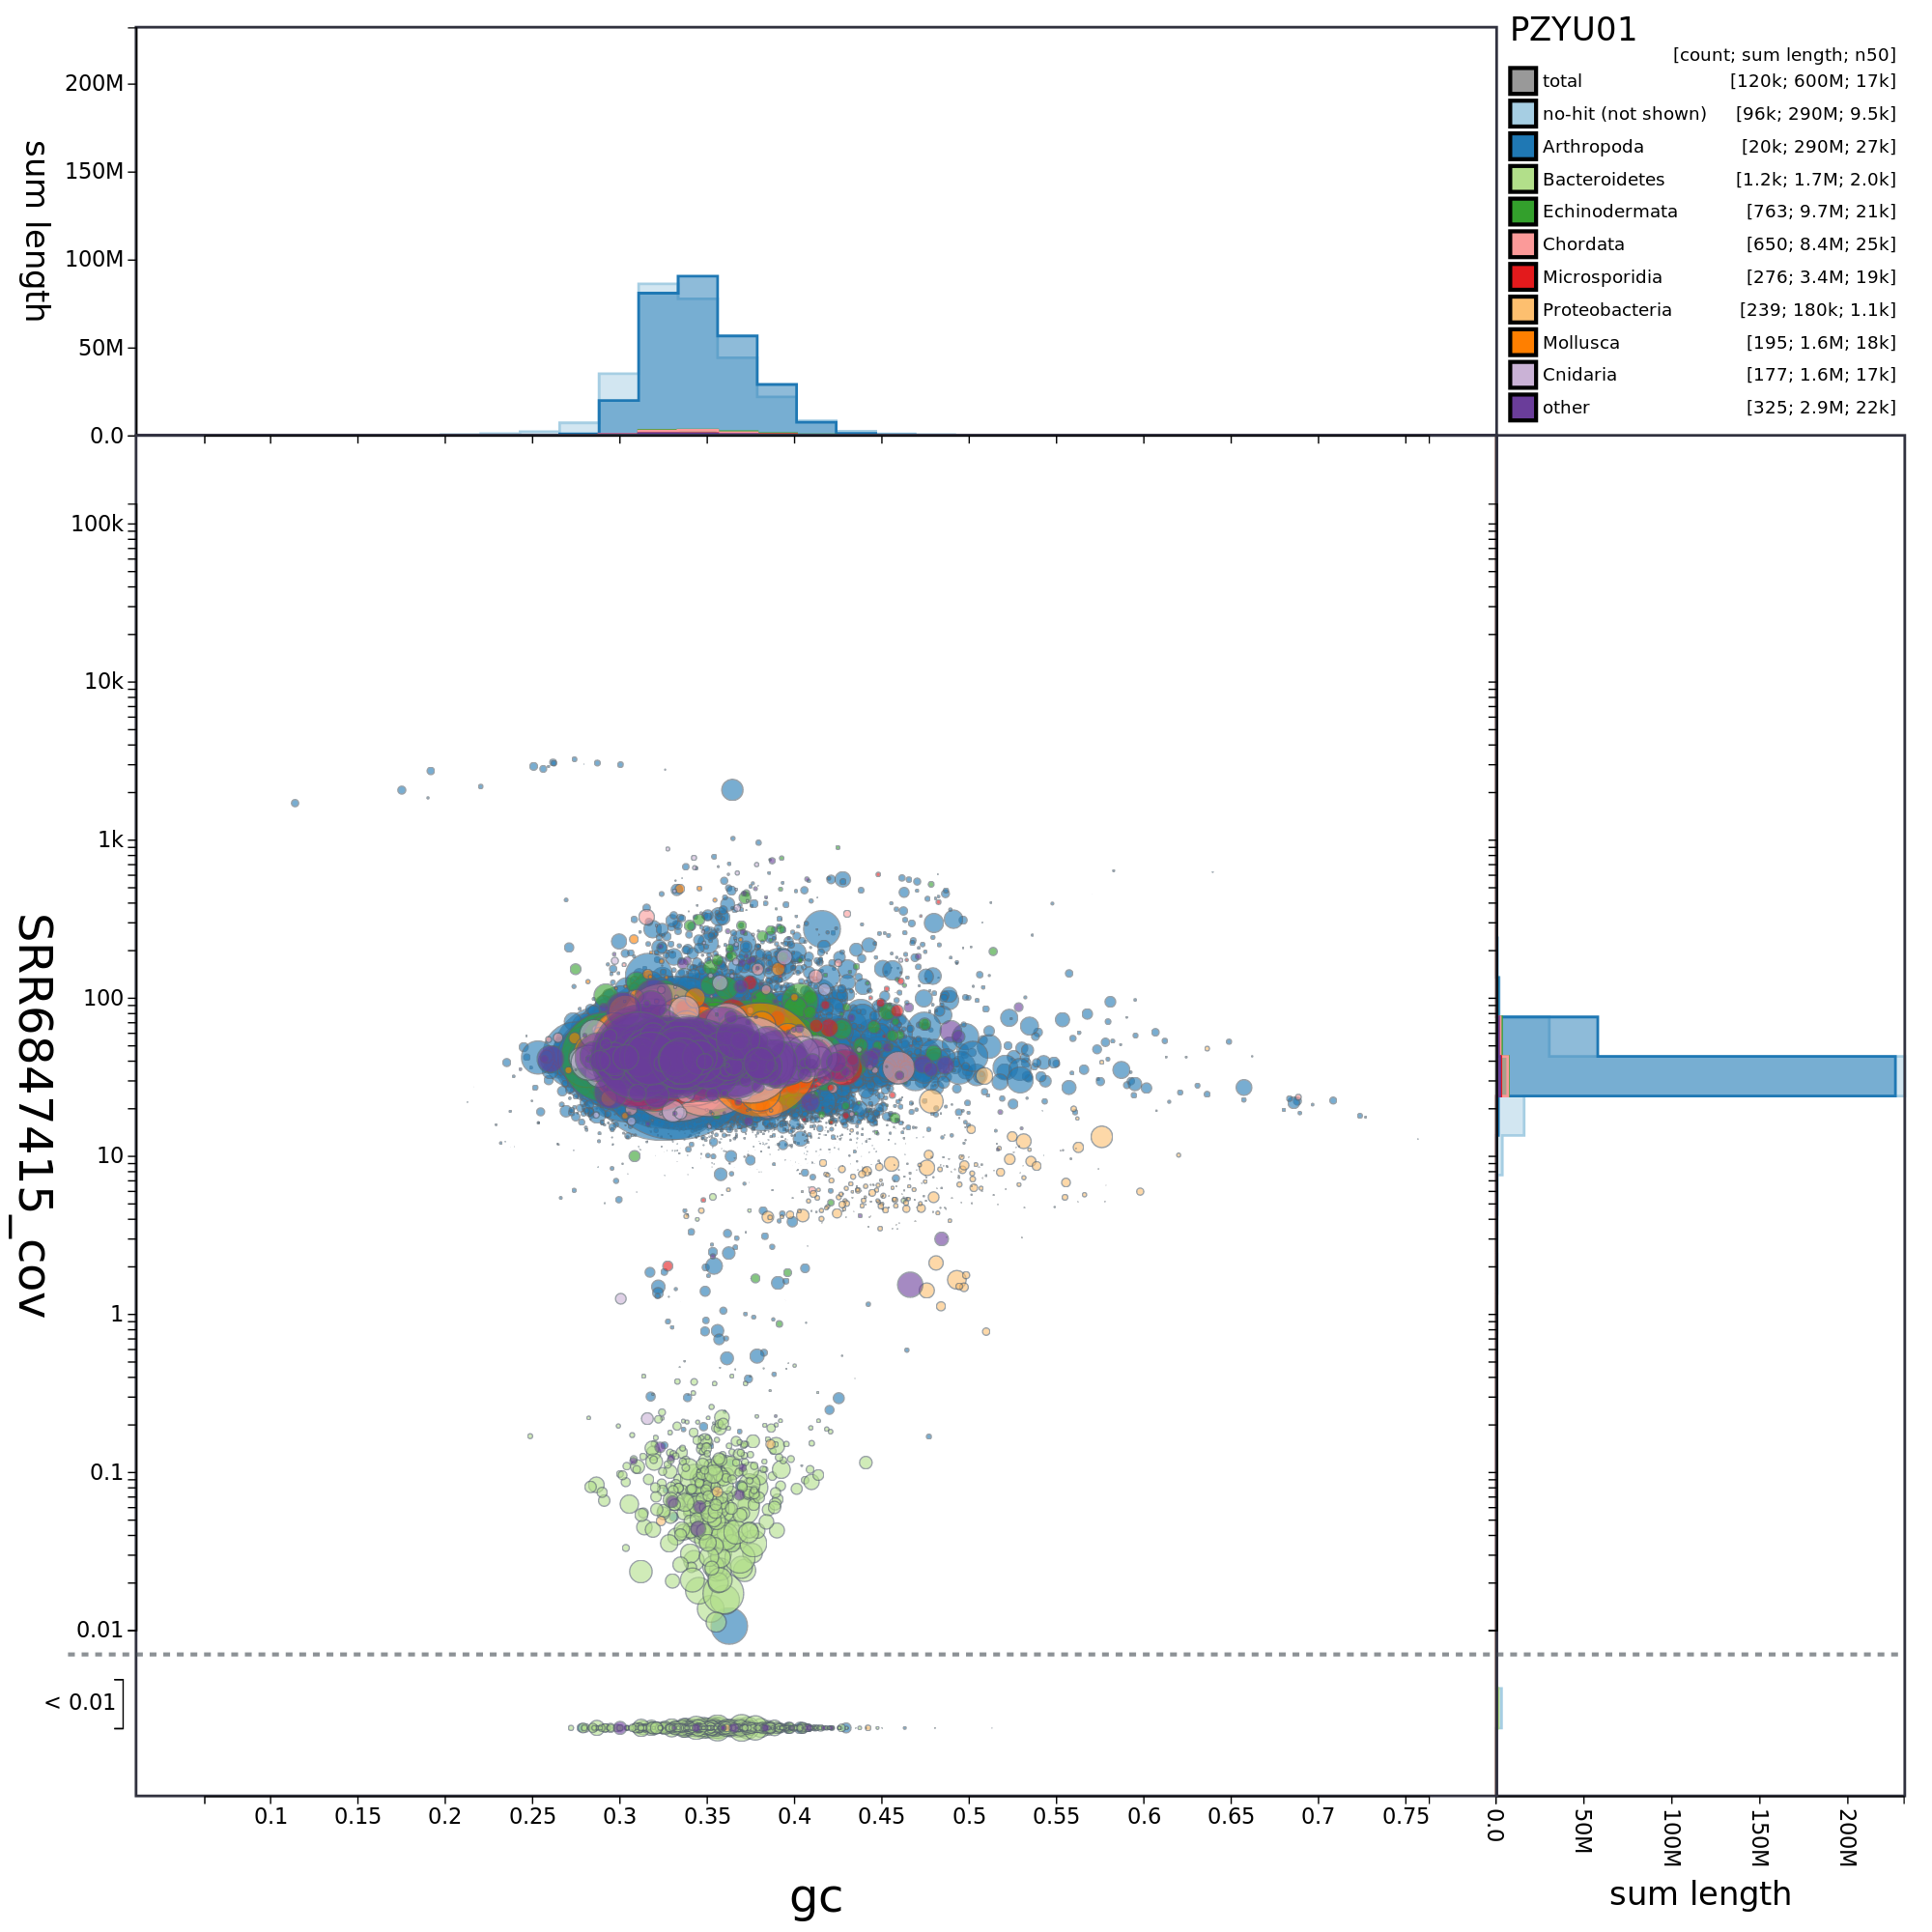 PZYU01
[count; sum length; n50]
total [120k; 600M; 17k]
no-hit (not shown) [96k; 290M; 9.5k]
Arthropoda [20k; 290M; 27k]
Bacteroidetes [1.2k; 1.7M; 2.0k]
Echinodermata [763; 9.7M; 21k]
Chordata [650; 8.4M; 25k]
Microsporidia [276; 3.4M; 19k]
Proteobacteria [239; 180k; 1.1k]
Mollusca [195; 1.6M; 18k]
Cnidaria [177; 1.6M; 17k]
other [325; 2.9M; 22k]
sum length
200M
150M
100M
50M
0.0
SRR6847415_cov
100k
10k
1k
100
10
1
0.1
0.01
< 0.01
0.1 0.15 0.2 0.25 0.3 0.35 0.4 0.45 0.5 0.55 0.6 0.65 0.7 0.75
gc
0.0 50M 100M 150M 200M
sum length